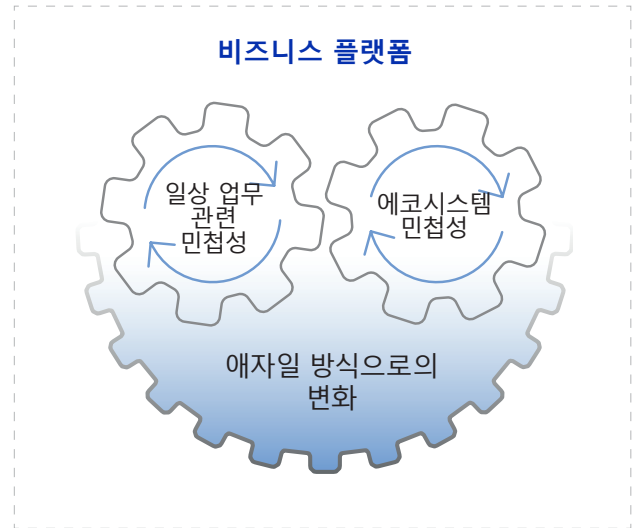 비즈니스 플랫폼
일상 업무
관련
민첩성
에코시스템
민첩성
애자일 방식으로의
변화